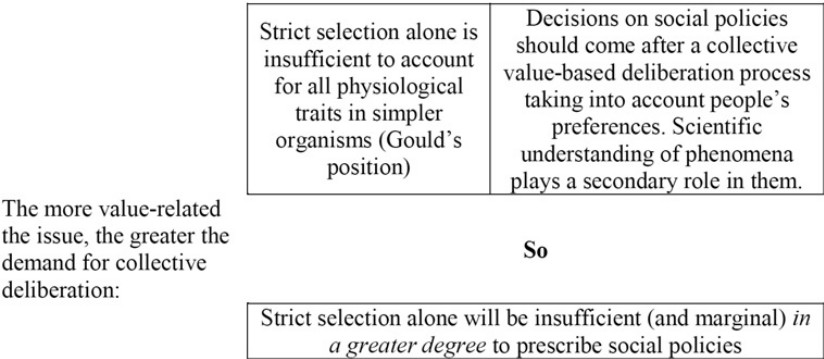 Strict selection alone is
insufficient to account
for all physiological
traits in simpler
organisms (Gould’s
position)
Decisions on social policies
should come after a collective
value-based deliberation process
taking into account people’s
preferences. Scientific
understanding of phenomena
plays a secondary role in them.
The more value-related
the issue, the greater the
demand for collective
deliberation:
So
Strict selection alone will be insufficient (and marginal) in
a greater degree to prescribe social policies